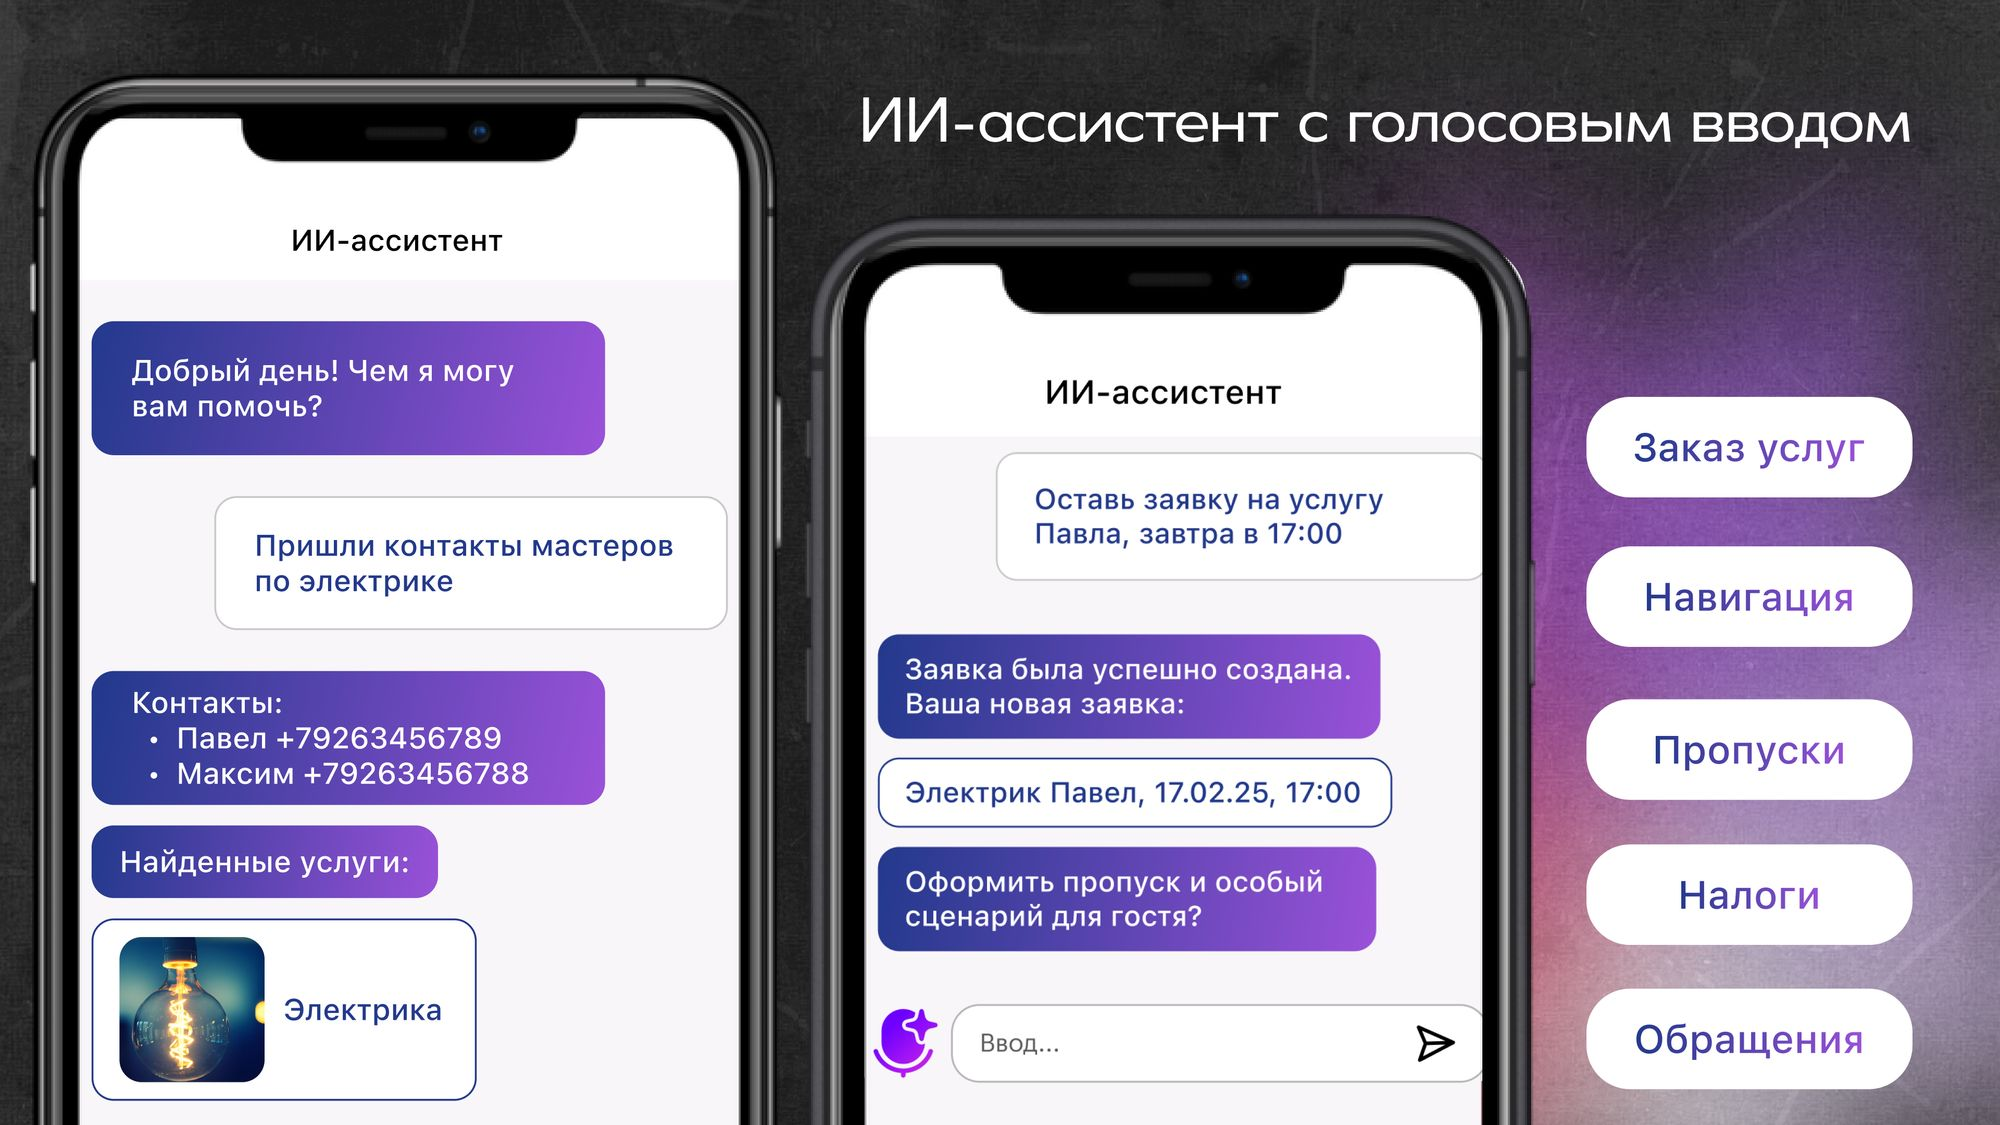 ИИ-ассистент с голосовым вводом
ИИ-ассистент
Добрый день! Чем я могу
вам помочь?
Пришли контакты мастеров
по электрике
Контакты:
• Павел +79263456789
• Максим +79263456788
Найденные услуги:
Электрика
ИИ-ассистент
Оставь заявку на услугу
Павла, завтра в 17:00
Заявка была успешно создана.
Ваша новая заявка:
Электрик Павел, 17.02.25, 17:00
Оформить пропуск и особый
сценарий для гостя?
Ввод...
Заказ услуг
Навигация
Пропуски
Налоги
Обращения